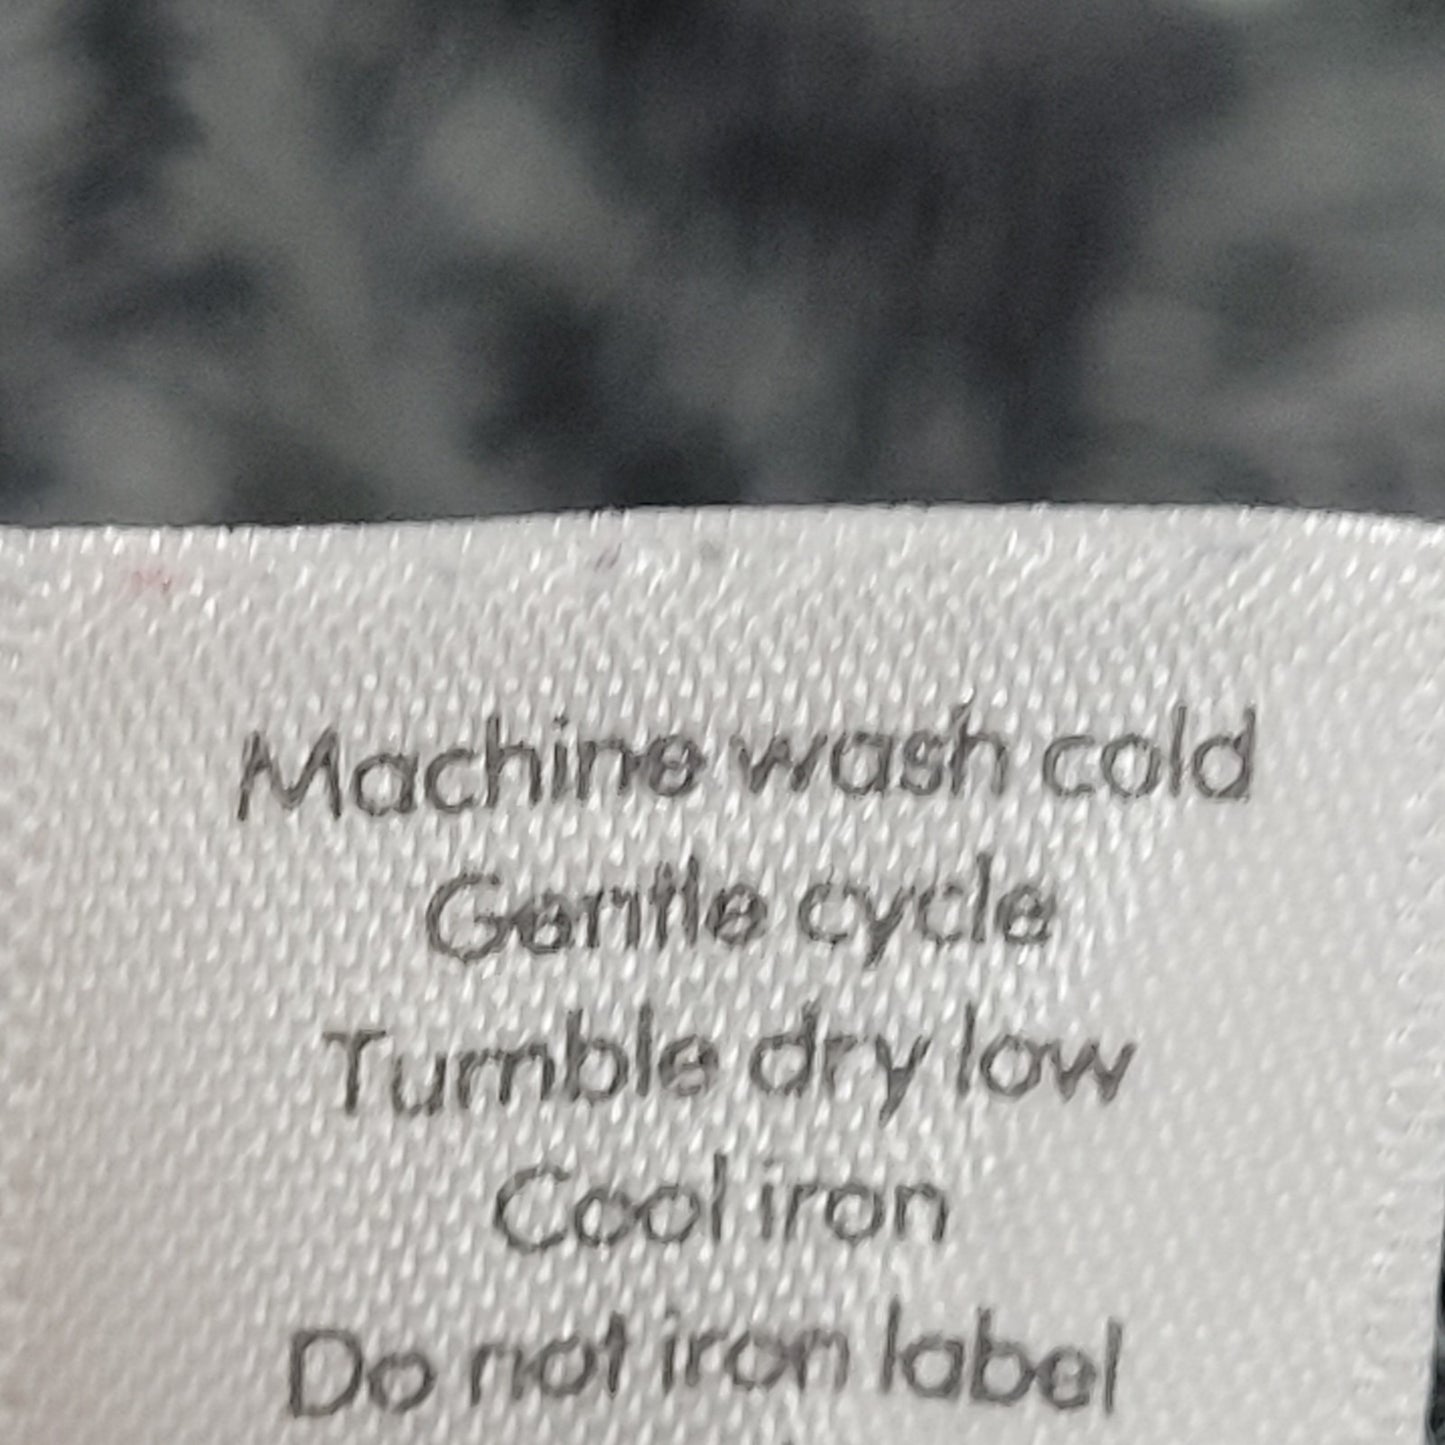 Machine wash cold
Gentle cycle
Tumble dry low
Cool iron
Do not iron label